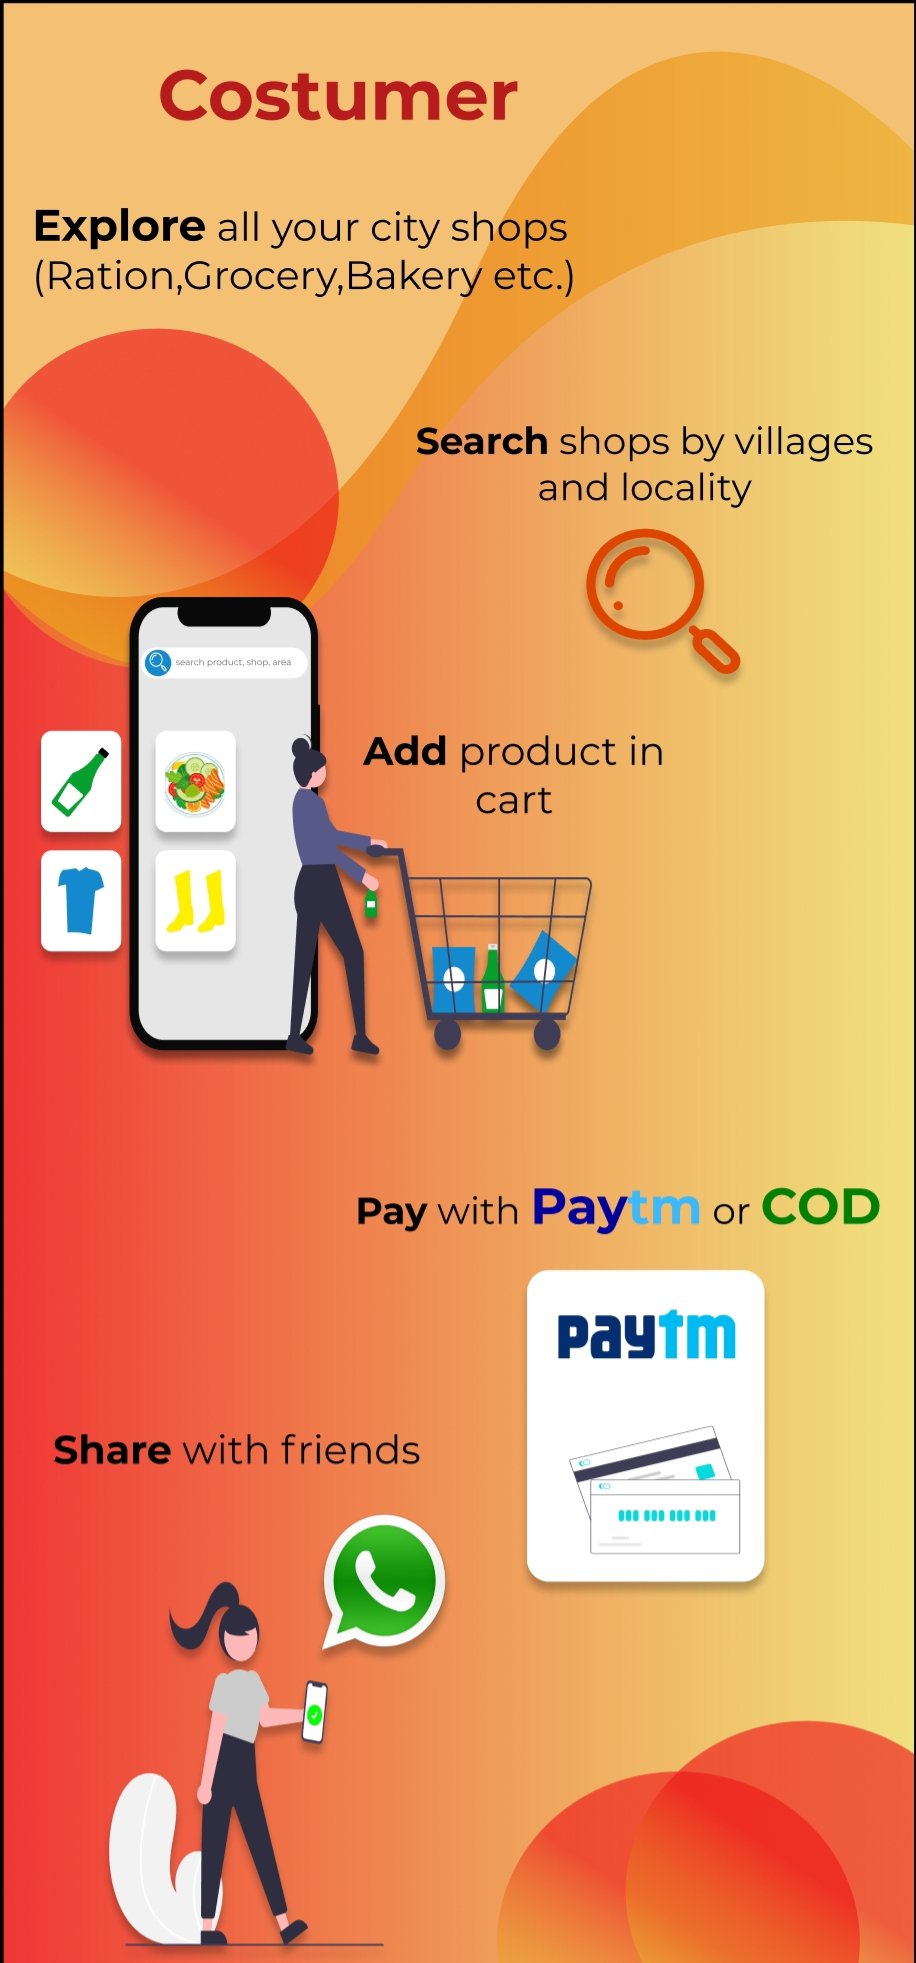 Costumer
Explore all your city shops
(Ration,Grocery,Bakery etc.)
Search shops by villages
and locality
search product, shop, area
Add product in
cart
Pay with Paytm or COD
paytm
Share with friends